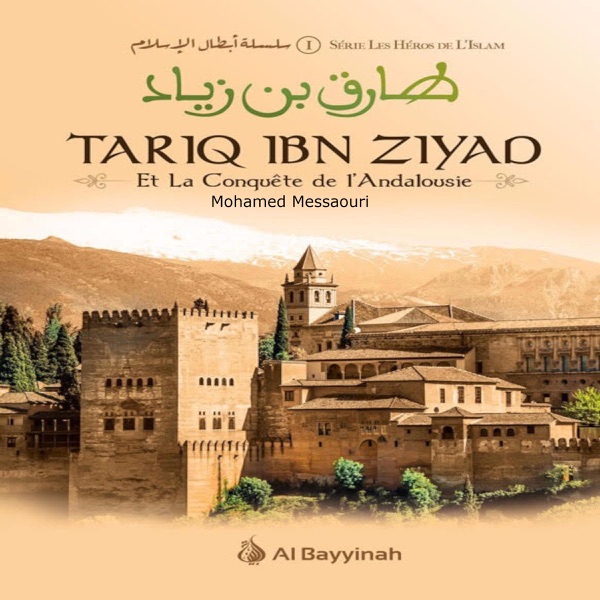 سلسلة أبطال الإسلام 1 Série Les Héros de L'Islam
طارق بن زياد
TARIQ IBN ZIYAD
Et La Conquête de l'Andalousie
Mohamed Messaouri
Al Bayyinah